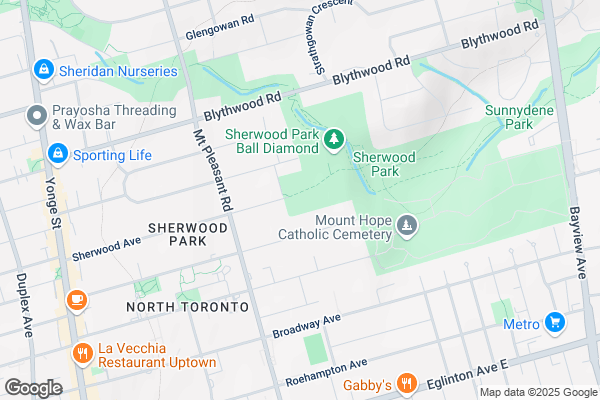 Glengowan Rd
Strathgowan Crescent
Blythwood Rd
Blythwood Rd
Sheridan Nurseries
Blythwood Rd
Prayosha Threading
& Wax Bar
Sunnydene
Park
Sherwood Park
Ball Diamond
Sporting Life
Sherwood
Park
Mt Pleasant Rd
Yonge St
Mount Hope
Catholic Cemetery
SHERWOOD
PARK
Bayview Ave
Sherwood Ave
Duplex Ave
NORTH TORONTO
Broadway Ave
Metro
La Vecchia
Restaurant Uptown
Roehampton Ave
Gabby's
Eglinton Ave E
Google
Map data ©2025 Google